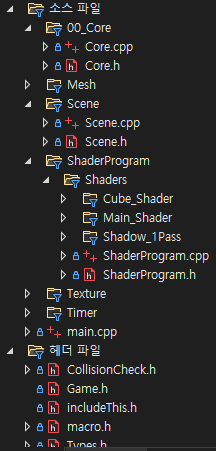 소스 파일
00_Core
Core.cpp
Core.h
Mesh
Scene
Scene.cpp
Scene.h
ShaderProgram
Shaders
Cube_Shader
Main_Shader
Shadow_1Pass
ShaderProgram.cpp
ShaderProgram.h
Texture
Timer
main.cpp
헤더 파일
CollisionCheck.h
Game.h
includeThis.h
macro.h
Types.h